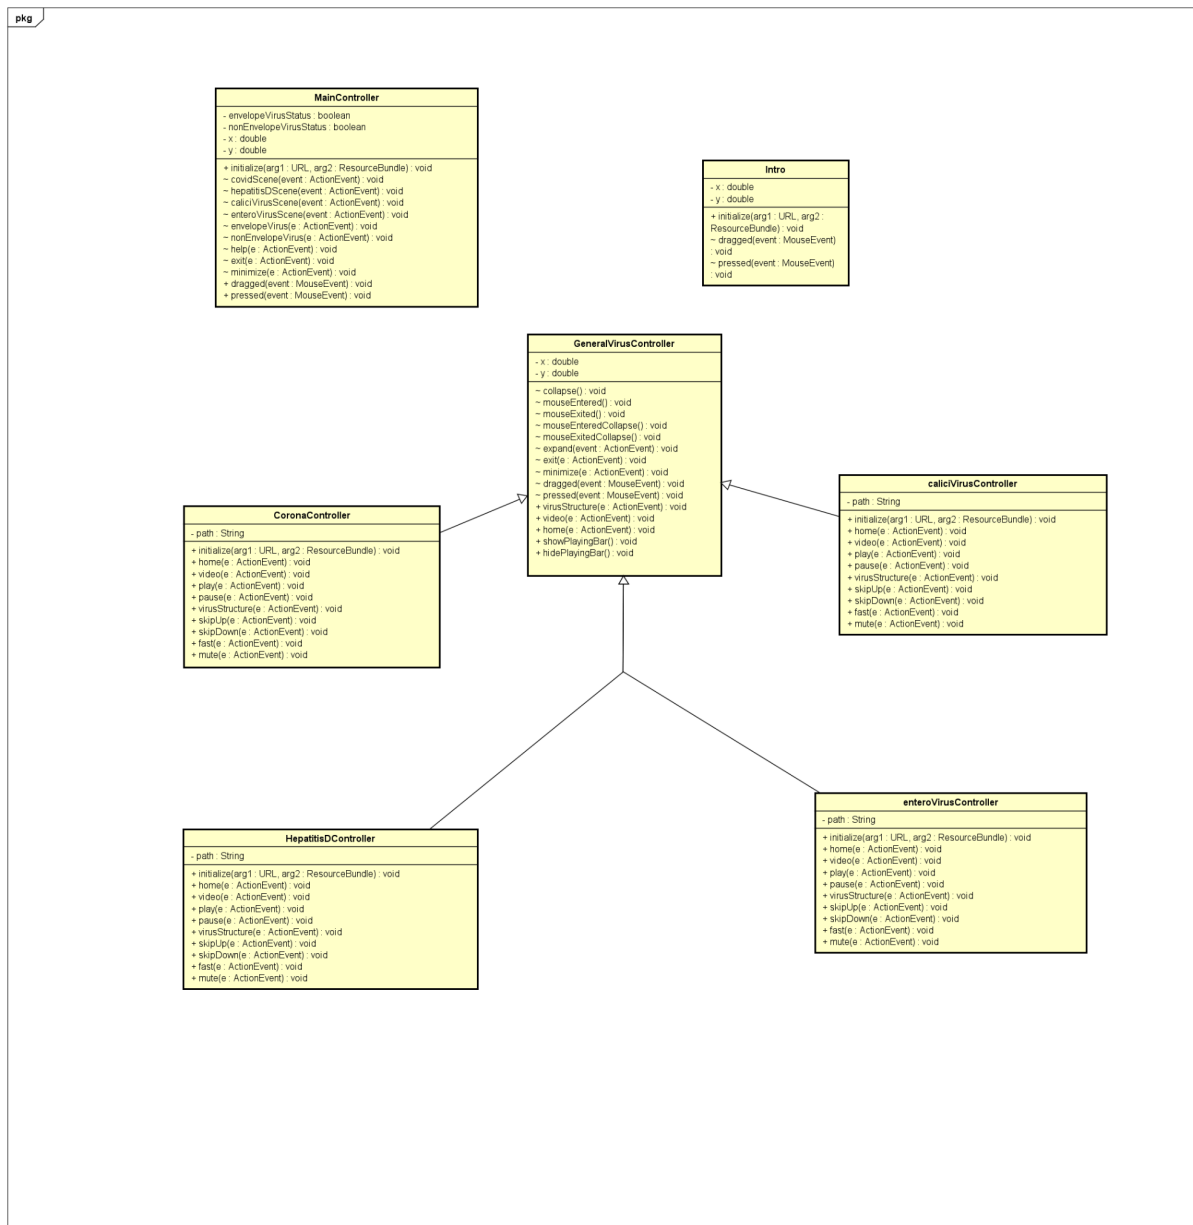 pkg
MainController
- envelopeVirusStatus : boolean
- nonEnvelopeVirusStatus : boolean
- x : double
- y : double
+ initialize(arg1 : URL, arg2 : ResourceBundle) : void
~ covidScene(event : ActionEvent) : void
~ hepatitisDScene(event : ActionEvent) : void
~ caliciVirusScene(event : ActionEvent) : void
~ enteroVirusScene(event : ActionEvent) : void
~ envelopeVirus(e : ActionEvent) : void
~ nonEnvelopeVirus(e : ActionEvent) : void
~ help(e : ActionEvent) : void
~ exit(e : ActionEvent) : void
~ minimize(e : ActionEvent) : void
+ dragged(event : MouseEvent) : void
+ pressed(event : MouseEvent) : void
Intro
- x : double
- y : double
+ initialize(arg1 : URL, arg2 :
ResourceBundle) : void
~ dragged(event : MouseEvent)
: void
~ pressed(event : MouseEvent)
: void
GeneralVirusController
- x : double
- y : double
~ collapse() : void
~ mouseEntered() : void
~ mouseExited() : void
~ mouseEnteredCollapse() : void
~ mouseExitedCollapse() : void
~ expand(event : ActionEvent) : void
~ exit(e : ActionEvent) : void
~ minimize(e : ActionEvent) : void
~ dragged(event : MouseEvent) : void
~ pressed(event : MouseEvent) : void
+ virusStructure(e : ActionEvent) : void
+ video(e : ActionEvent) : void
+ home(e : ActionEvent) : void
+ showPlayingBar() : void
+ hidePlayingBar() : void
caliciVirusController
- path : String
+ initialize(arg1 : URL, arg2 : ResourceBundle) : void
+ home(e : ActionEvent) : void
+ video(e : ActionEvent) : void
+ play(e : ActionEvent) : void
+ pause(e : ActionEvent) : void
+ virusStructure(e : ActionEvent) : void
+ skipUp(e : ActionEvent) : void
+ skipDown(e : ActionEvent) : void
+ fast(e : ActionEvent) : void
+ mute(e : ActionEvent) : void
CoronaController
- path : String
+ initialize(arg1 : URL, arg2 : ResourceBundle) : void
+ home(e : ActionEvent) : void
+ video(e : ActionEvent) : void
+ play(e : ActionEvent) : void
+ pause(e : ActionEvent) : void
+ virusStructure(e : ActionEvent) : void
+ skipUp(e : ActionEvent) : void
+ skipDown(e : ActionEvent) : void
+ fast(e : ActionEvent) : void
+ mute(e : ActionEvent) : void
enteroVirusController
- path : String
+ initialize(arg1 : URL, arg2 : ResourceBundle) : void
+ home(e : ActionEvent) : void
+ video(e : ActionEvent) : void
+ play(e : ActionEvent) : void
+ pause(e : ActionEvent) : void
+ virusStructure(e : ActionEvent) : void
+ skipUp(e : ActionEvent) : void
+ skipDown(e : ActionEvent) : void
+ fast(e : ActionEvent) : void
+ mute(e : ActionEvent) : void
HepatitisDController
- path : String
+ initialize(arg1 : URL, arg2 : ResourceBundle) : void
+ home(e : ActionEvent) : void
+ video(e : ActionEvent) : void
+ play(e : ActionEvent) : void
+ pause(e : ActionEvent) : void
+ virusStructure(e : ActionEvent) : void
+ skipUp(e : ActionEvent) : void
+ skipDown(e : ActionEvent) : void
+ fast(e : ActionEvent) : void
+ mute(e : ActionEvent) : void